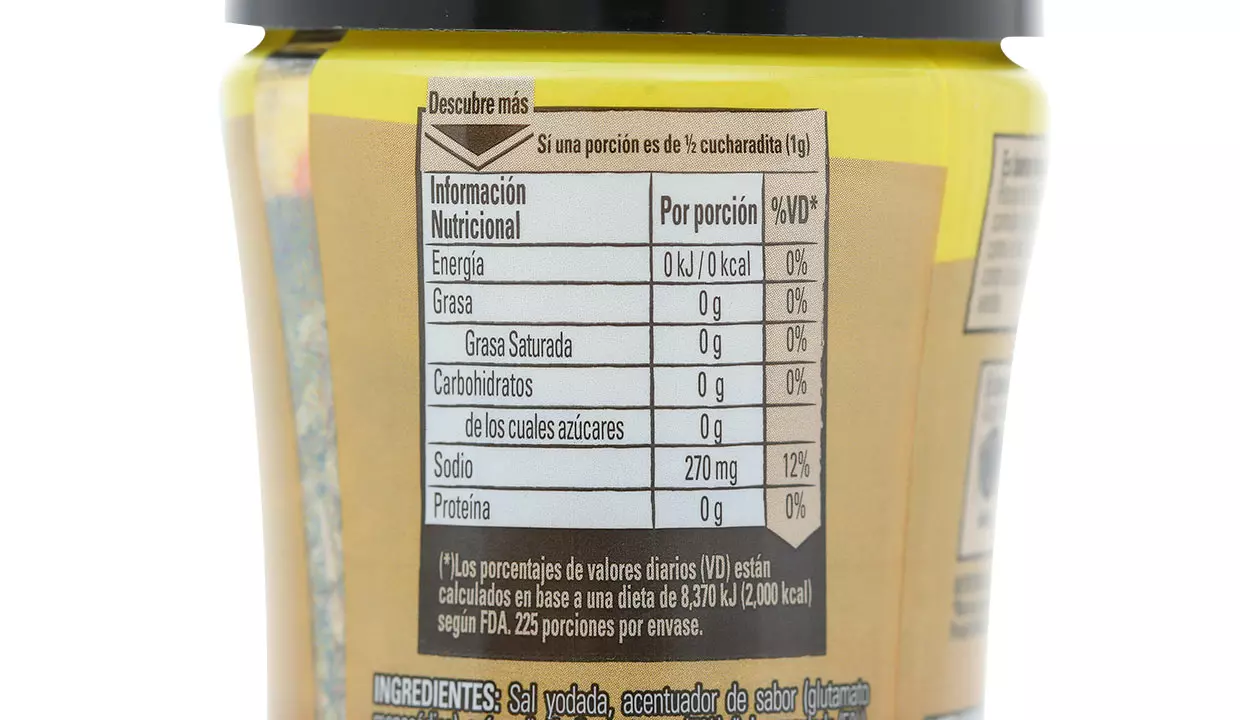 Descubre más
Sí una porción es de ½ cucharadita (1g)
Información Nutricional Por porción %VD*
Energía 0 kJ / 0 kcal 0%
Grasa 0 g 0%
Grasa Saturada 0 g 0%
Carbohidratos 0 g 0%
de los cuales azúcares 0 g
Sodio 270 mg 12%
Proteína 0 g 0%
(*)Los porcentajes de valores diarios (VD) están
calculados en base a una dieta de 8,370 kJ (2,000 kcal)
según FDA. 225 porciones por envase.
INGREDIENTES: Sal yodada, acentuador de sabor (glutamato